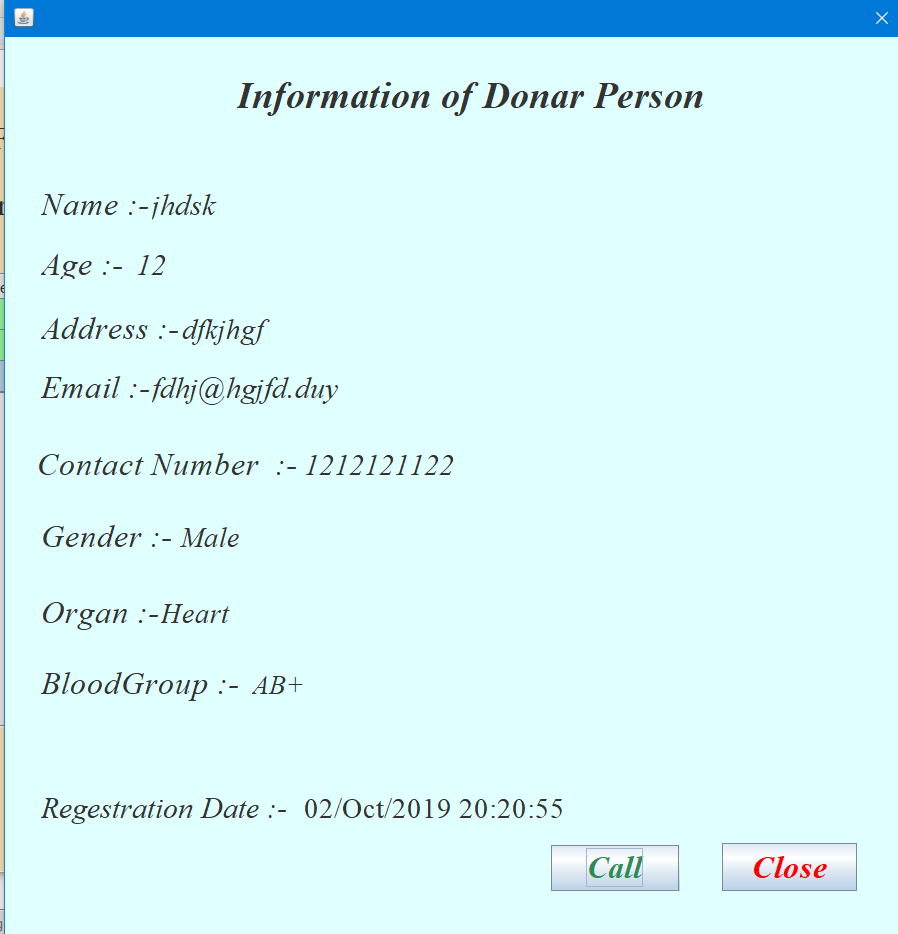 Information of Donar Person
Name :-jhdsk
Age :- 12
Address :-dfkjhgf
Email :-fdhj@hgjfd.duy
Contact Number :- 1212121122
Gender :- Male
Organ :-Heart
BloodGroup :- AB+
Regestration Date :- 02/Oct/2019 20:20:55
Call Close